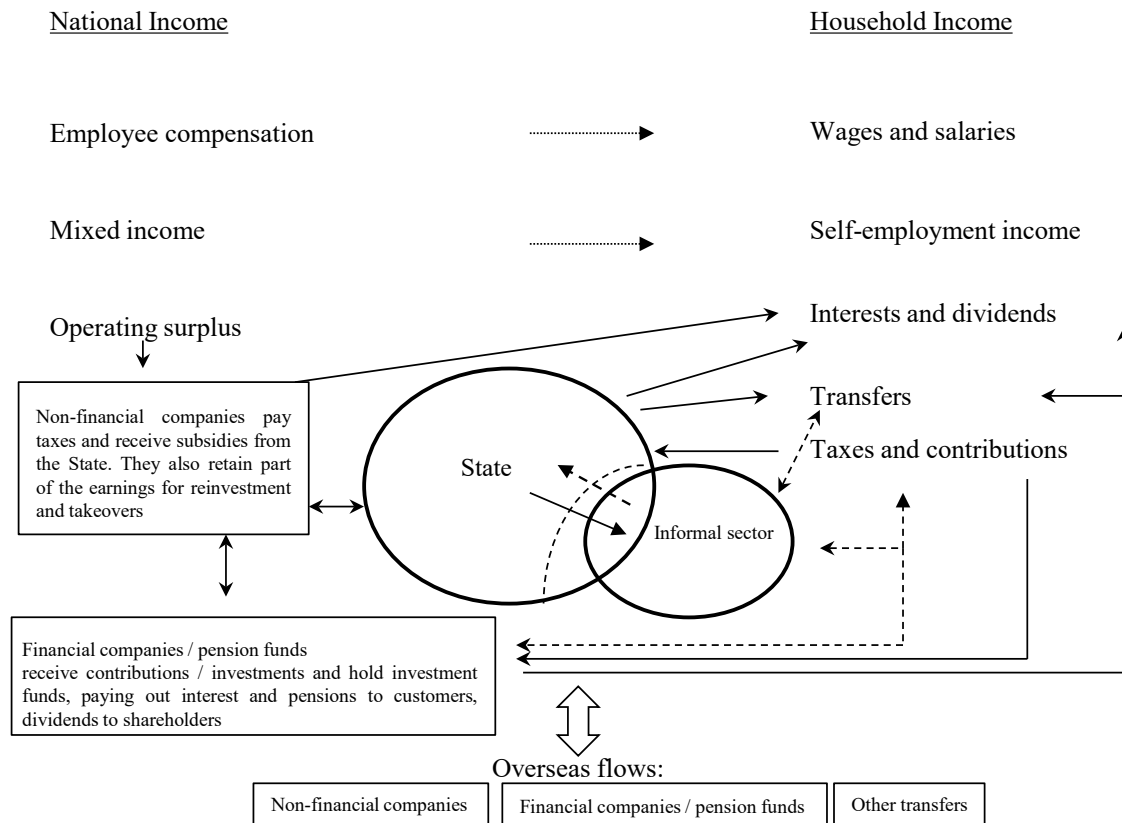 National Income
Household Income
Employee compensation
Wages and salaries
Mixed income
Self-employment income
Operating surplus
Interests and dividends
Non-financial companies pay
taxes and receive subsidies from
the State. They also retain part
of the earnings for reinvestment
and takeovers
Transfers
Taxes and contributions
State
Informal sector
Financial companies / pension funds
receive contributions / investments and hold investment
funds, paying out interest and pensions to customers,
dividends to shareholders
Overseas flows:
Non-financial companies
Financial companies / pension funds
Other transfers